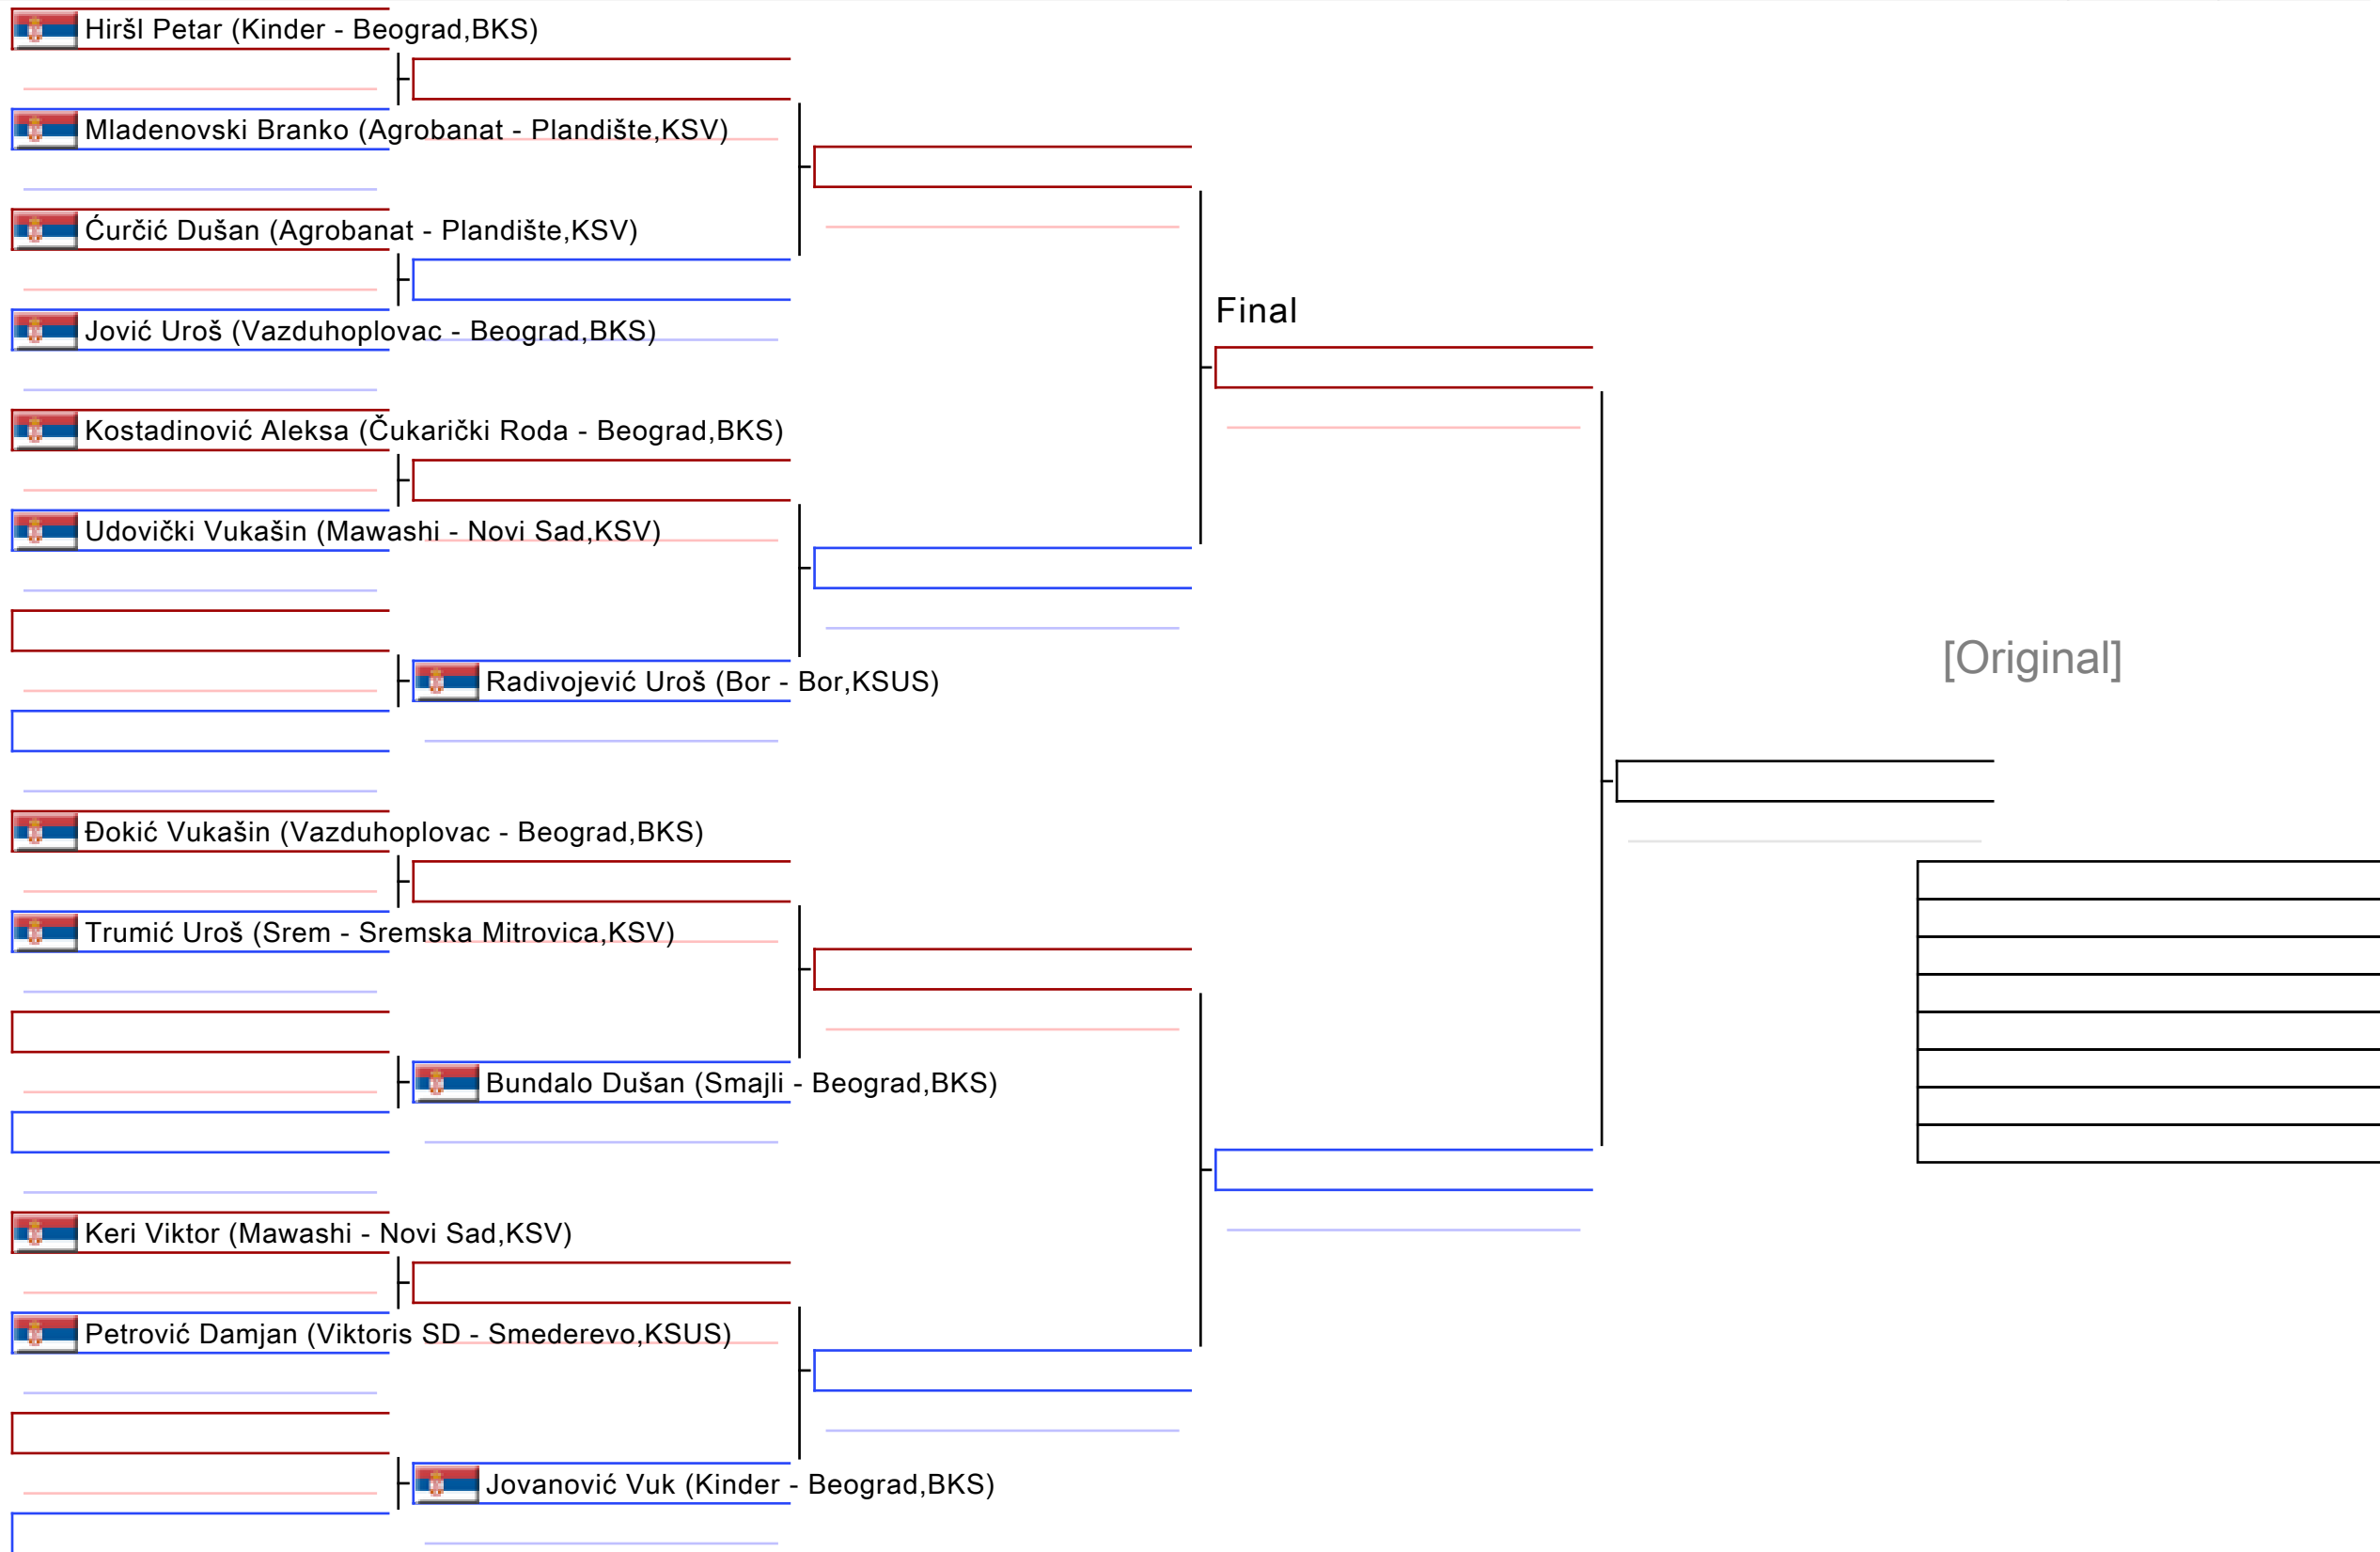 Hiršl Petar (Kinder - Beograd,BKS)
Mladenovski Branko (Agrobanat - Plandište,KSV)
Ćurčić Dušan (Agrobanat - Plandište,KSV)
Final
Jović Uroš (Vazduhoplovac - Beograd,BKS)
Kostadinović Aleksa (Čukarički Roda - Beograd,BKS)
Udovički Vukašin (Mawashi - Novi Sad,KSV)
[Original]
Radivojević Uroš (Bor - Bor,KSUS)
Đokić Vukašin (Vazduhoplovac - Beograd,BKS)
Trumić Uroš (Srem - Sremska Mitrovica,KSV)
Bundalo Dušan (Smajli - Beograd,BKS)
Keri Viktor (Mawashi - Novi Sad,KSV)
Petrović Damjan (Viktoris SD - Smederevo,KSUS)
Jovanović Vuk (Kinder - Beograd,BKS)